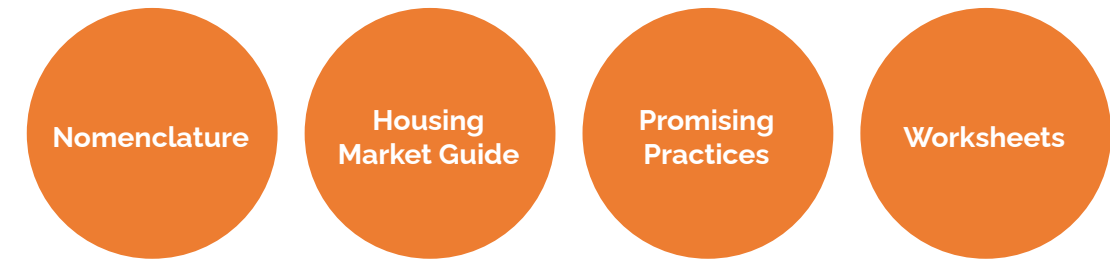 Nomenclature
Housing
Market Guide
Promising
Practices
Worksheets